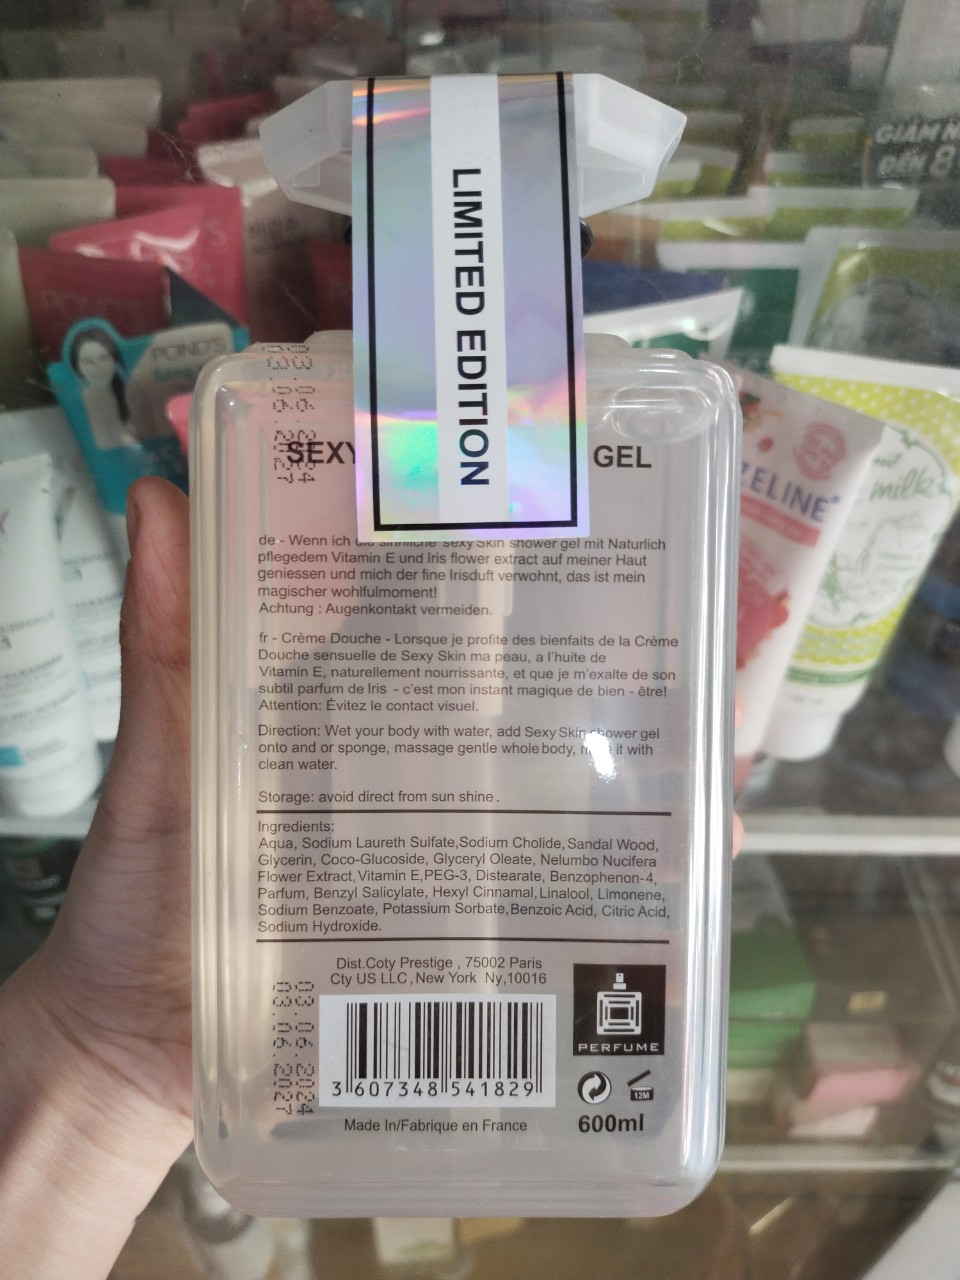 LIMITED EDITION
SEXY GEL
de - Wenn ich die sinnliche sexy Skin shower gel mit Naturlich
pflegedem Vitamin E und Iris flower extract auf meiner Haut
geniessen und mich der fine Irisduft verwohnt, das ist mein
magischer wohlfulmoment!
Achtung : Augenkontakt vermeiden.
fr - Crème Douche - Lorsque je profite des bienfaits de la Crème
Douche sensuelle de Sexy Skin ma peau, a l'huite de
Vitamin E, naturellement nourrissante, et que je m'exalte de son
subtil parfum de Iris - c'est mon instant magique de bien - être!
Attention: Évitez le contact visuel.
Direction: Wet your body with water, add Sexy Skin shower gel
onto and or sponge, massage gentle whole body, it with
clean water.
Storage: avoid direct from sun shine .
Ingredients:
Aqua, Sodium Laureth Sulfate,Sodium Cholide, Sandal Wood,
Glycerin, Coco-Glucoside, Glyceryl Oleate, Nelumbo Nucifera
Flower Extract, Vitamin E,PEG-3, Distearate, Benzophenon-4,
Parfum, Benzyl Salicylate, Hexyl Cinnamal, Linalool, Limonene,
Sodium Benzoate, Potassium Sorbate, Benzoic Acid, Citric Acid,
Sodium Hydroxide.
Dist.Coty Prestige , 75002 Paris
Cty US LLC , New York Ny,10016
PERFUME
3 607348 541829
12M
Made In/Fabrique en France
600ml
POND'S
ZELINE
milk
GIẢM
ĐẾN 8